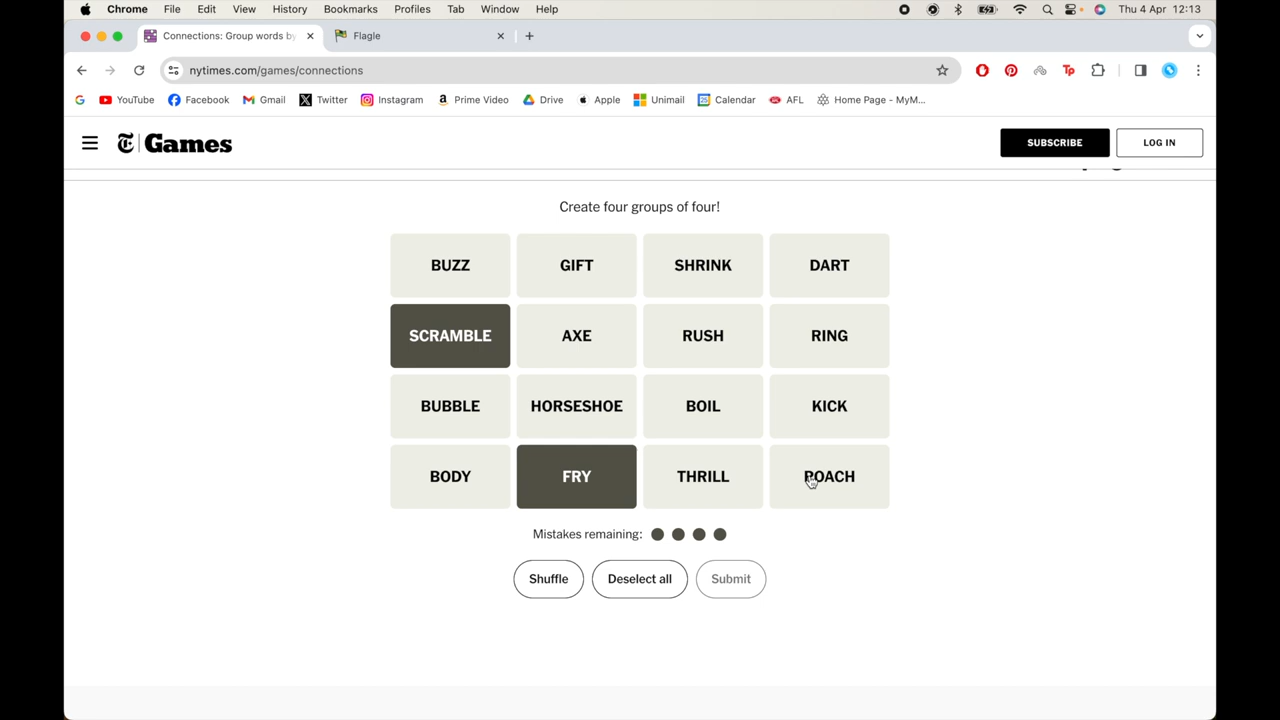 Chrome File Edit View History Bookmarks Profiles Tab Window Help Thu 4 Apr 12:13
Connections: Group words by Flagle
nytimes.com/games/connections
YouTube Facebook Gmail Twitter Instagram Prime Video Drive Apple Unimail Calendar AFL Home Page - MyM...
Games SUBSCRIBE LOG IN
Create four groups of four!
BUZZ GIFT SHRINK DART
SCRAMBLE AXE RUSH RING
BUBBLE HORSESHOE BOIL KICK
BODY FRY THRILL POACH
Mistakes remaining:
Shuffle Deselect all Submit